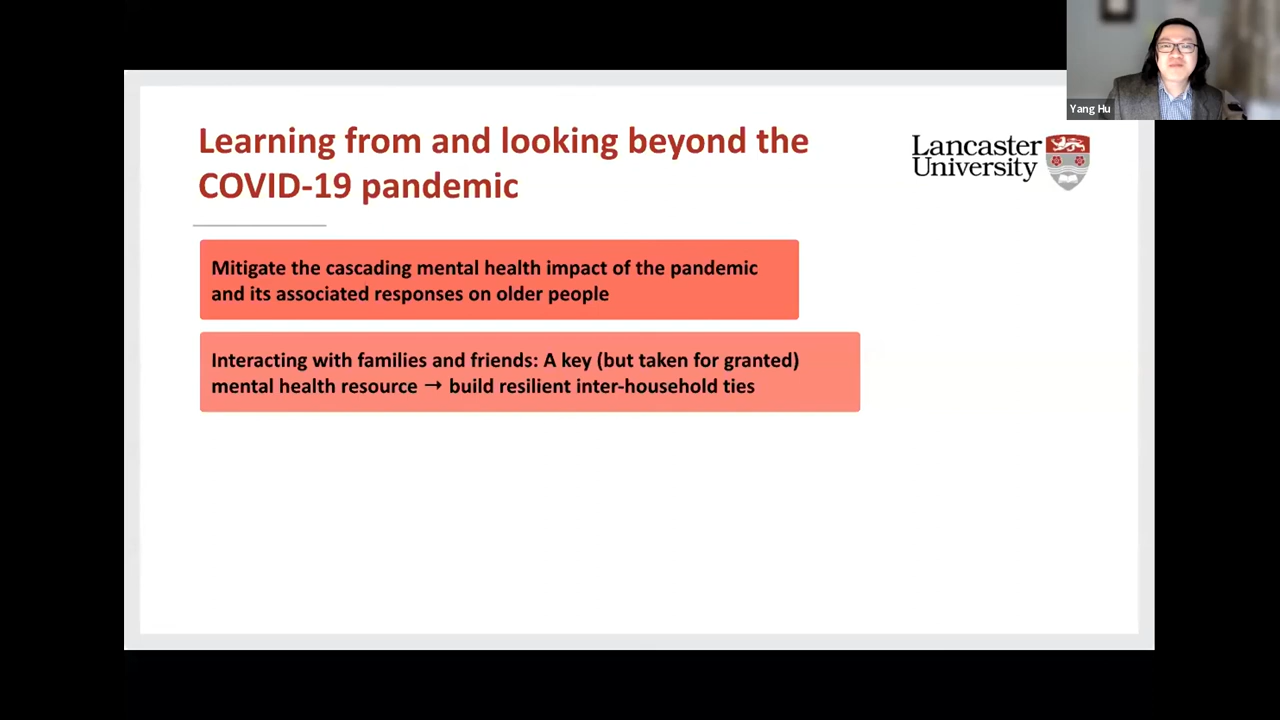 Yang Hu
Learning from and looking beyond the
COVID-19 pandemic
Lancaster
University
Mitigate the cascading mental health impact of the pandemic
and its associated responses on older people
Interacting with families and friends: A key (but taken for granted)
mental health resource → build resilient inter-household ties